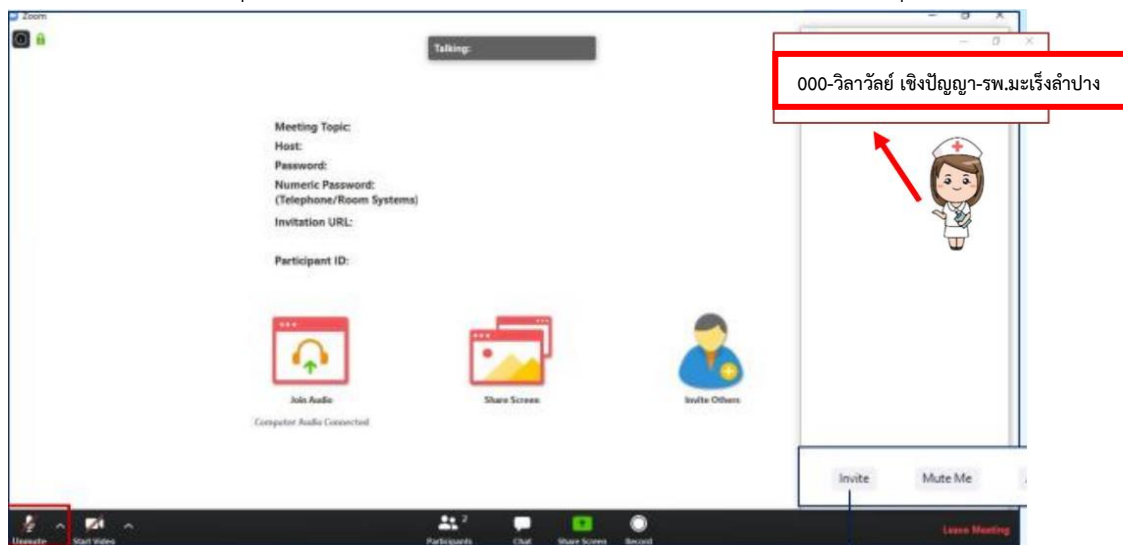 Zoom
Talking:
000-วิลาวัลย์ เชิงปัญญา-รพ.มะเร็งลำปาง
Meeting Topic:
Host:
Password:
Numeric Password:
(Telephone/Room Systems)
Invitation URL:
Participant ID:
Join Audio
Share Screen
Invite Others
Computer Audio Connected
Invite
Mute Me
Unmute
Start Video
Participants
2
Chat
Share Screen
Record
Leave Meeting